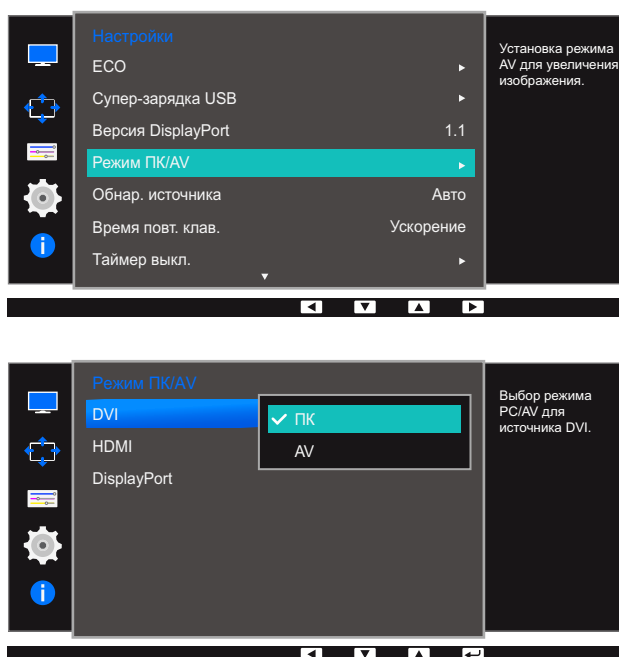 Настройки
ECO
Супер-зарядка USB
Версия DisplayPort 1.1
Режим ПК/AV
Обнар. источника Авто
Время повт. клав. Ускорение
Таймер выкл.
Установка режима
AV для увеличения
изображения.
Режим ПК/AV
DVI
HDMI
DisplayPort
ПК
AV
Выбор режима
PC/AV для
источника DVI.